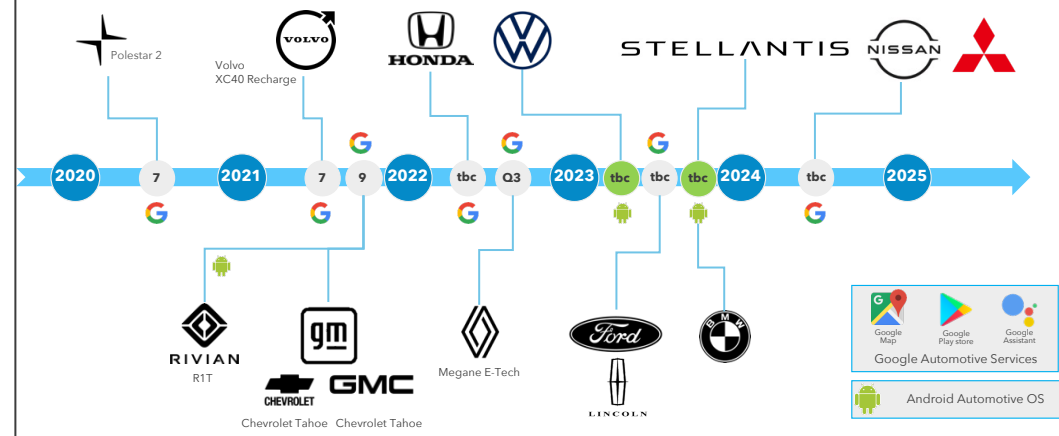 Polestar 2
VOLVO
Volvo
XC40 Recharge
HONDA
STELLANTIS
NISSAN
2020
7
2021
7
9
2022
tbc
Q3
2023
tbc
tbc
tbc
2024
tbc
2025
RIVIAN
R1T
gm
CHEVROLET
GMC
Chevrolet Tahoe Chevrolet Tahoe
Megane E-Tech
Ford
LINCOLN
BMW
G
Google
Map
Google
Play store
Google
Assistant
Google Automotive Services
Android Automotive OS